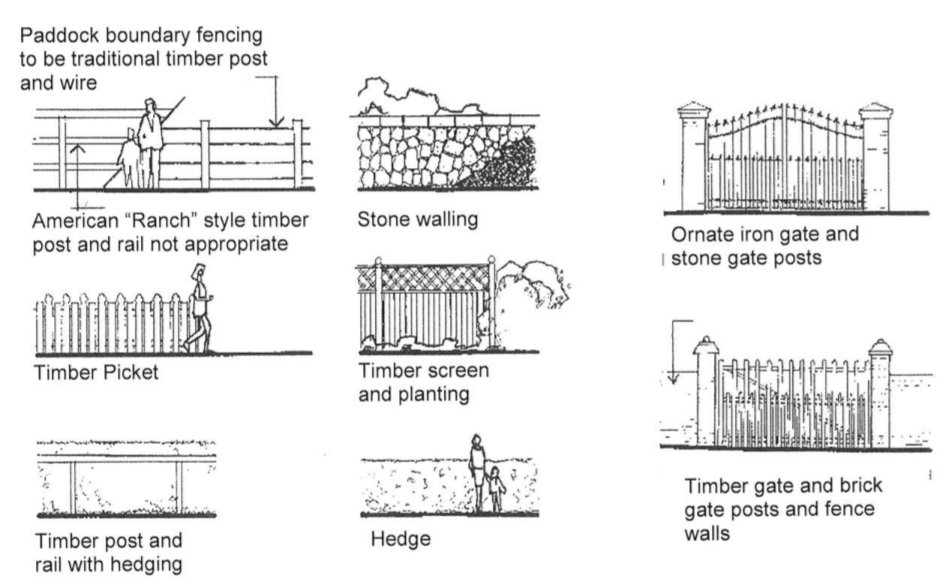 Paddock boundary fencing
to be traditional timber post
and wire
American “Ranch” style timber
post and rail not appropriate
Timber Picket
Timber post and
rail with hedging
Stone walling
Timber screen
and planting
Hedge
Ornate iron gate and
stone gate posts
Timber gate and brick
gate posts and fence
walls